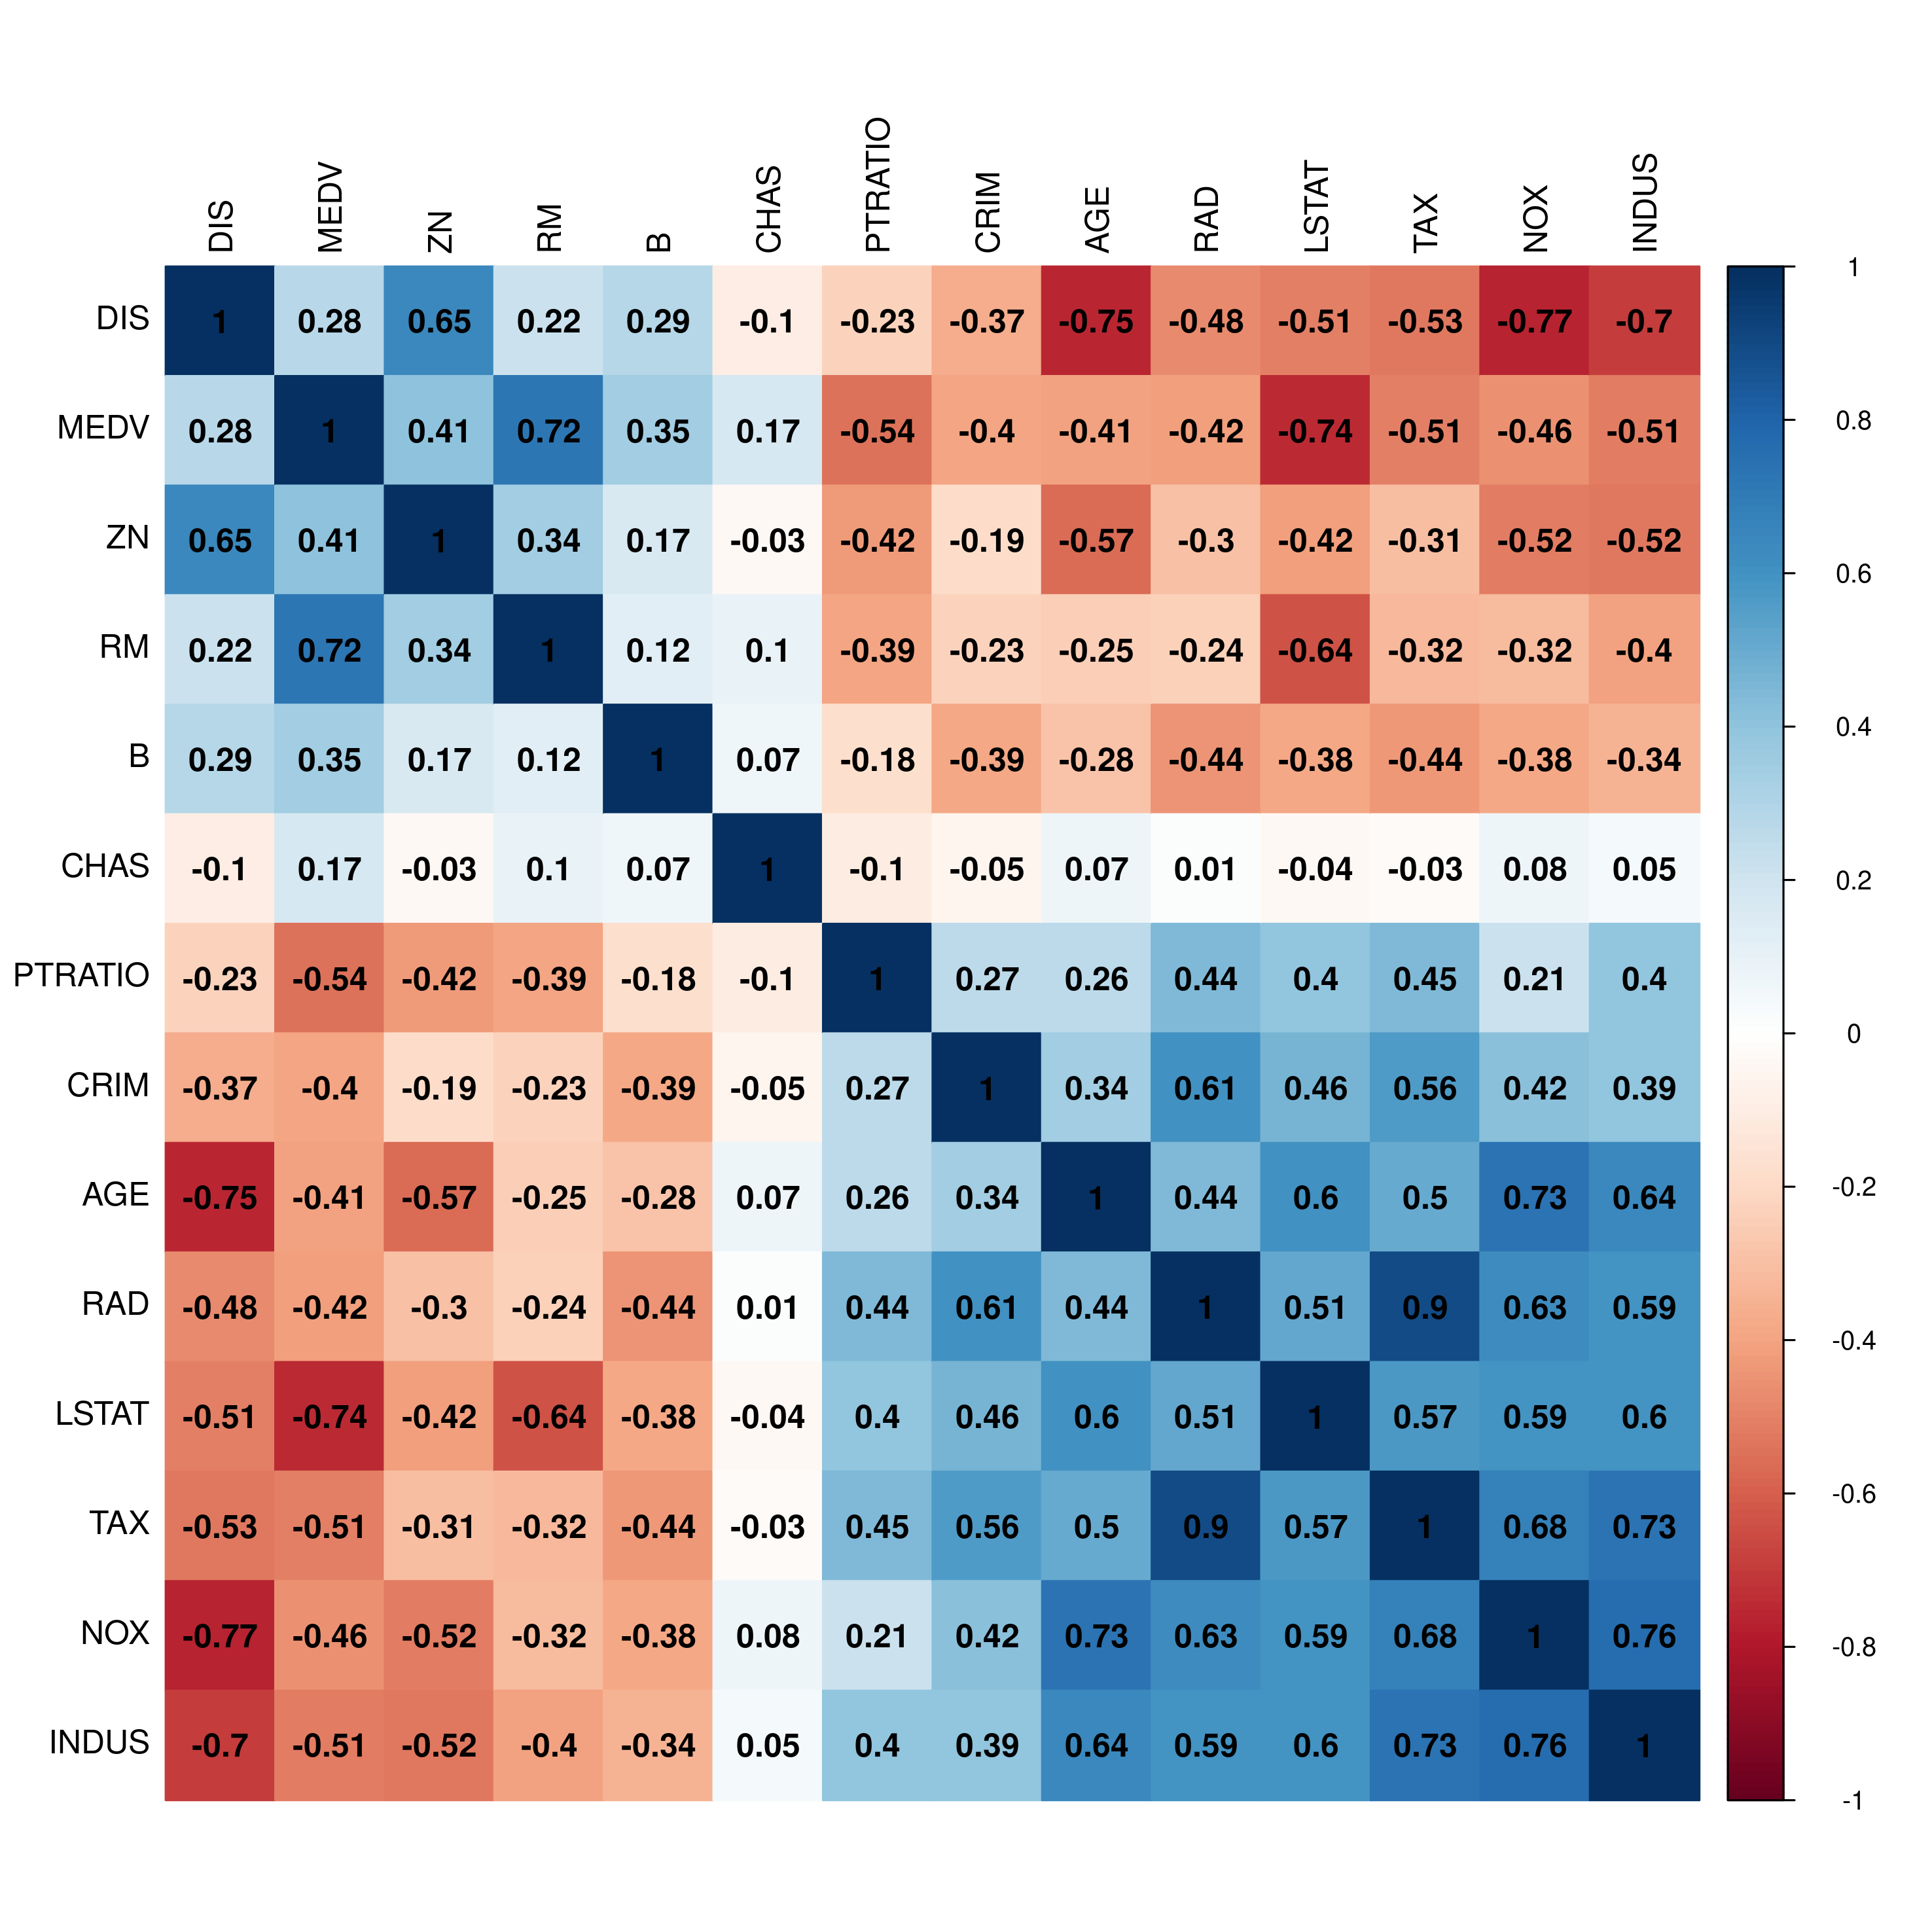 DIS MEDV ZN RM B CHAS PTRATIO CRIM AGE RAD LSTAT TAX NOX INDUS
DIS 1 0.28 0.65 0.22 0.29 -0.1 -0.23 -0.37 -0.75 -0.48 -0.51 -0.53 -0.77 -0.7
MEDV 0.28 1 0.41 0.72 0.35 0.17 -0.54 -0.4 -0.41 -0.42 -0.74 -0.51 -0.46 -0.51
ZN 0.65 0.41 1 0.34 0.17 -0.03 -0.42 -0.19 -0.57 -0.3 -0.42 -0.31 -0.52 -0.52
RM 0.22 0.72 0.34 1 0.12 0.1 -0.39 -0.23 -0.25 -0.24 -0.64 -0.32 -0.32 -0.4
B 0.29 0.35 0.17 0.12 1 0.07 -0.18 -0.39 -0.28 -0.44 -0.38 -0.44 -0.38 -0.34
CHAS -0.1 0.17 -0.03 0.1 0.07 1 -0.1 -0.05 0.07 0.01 -0.04 -0.03 0.08 0.05
PTRATIO -0.23 -0.54 -0.42 -0.39 -0.18 -0.1 1 0.27 0.26 0.44 0.4 0.45 0.21 0.4
CRIM -0.37 -0.4 -0.19 -0.23 -0.39 -0.05 0.27 1 0.34 0.61 0.46 0.56 0.42 0.39
AGE -0.75 -0.41 -0.57 -0.25 -0.28 0.07 0.26 0.34 1 0.44 0.6 0.5 0.73 0.64
RAD -0.48 -0.42 -0.3 -0.24 -0.44 0.01 0.44 0.61 0.44 1 0.51 0.9 0.63 0.59
LSTAT -0.51 -0.74 -0.42 -0.64 -0.38 -0.04 0.4 0.46 0.6 0.51 1 0.57 0.59 0.6
TAX -0.53 -0.51 -0.31 -0.32 -0.44 -0.03 0.45 0.56 0.5 0.9 0.57 1 0.68 0.73
NOX -0.77 -0.46 -0.52 -0.32 -0.38 0.08 0.21 0.42 0.73 0.63 0.59 0.68 1 0.76
INDUS -0.7 -0.51 -0.52 -0.4 -0.34 0.05 0.4 0.39 0.64 0.59 0.6 0.73 0.76 1
1
0.8
0.6
0.4
0.2
0
-0.2
-0.4
-0.6
-0.8
-1